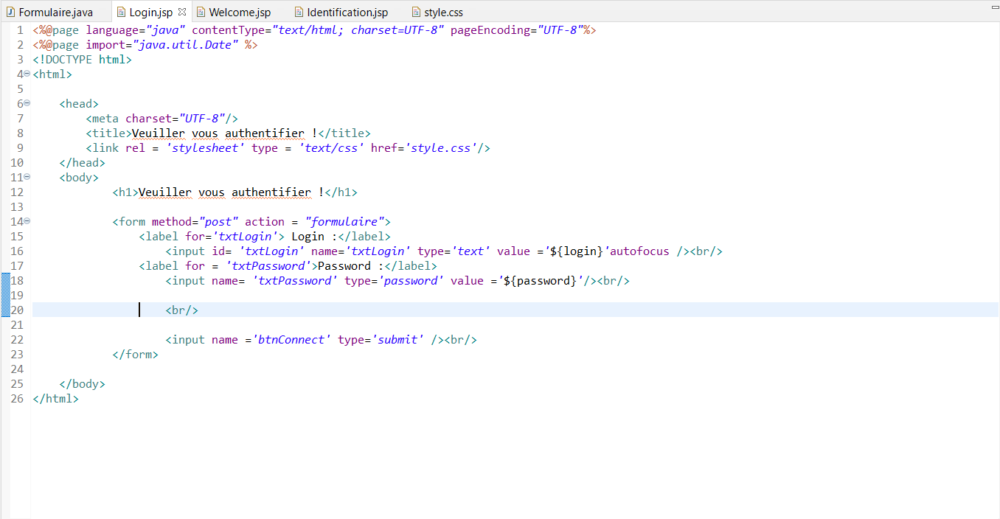 Formulaire.java Login.jsp Welcome.jsp Identification.jsp style.css
1 <%@page language="java" contentType="text/html; charset=UTF-8" pageEncoding="UTF-8"%>
2 <%@page import="java.util.Date" %>
3 <!DOCTYPE html>
4 <html>
5
6 <head>
7 <meta charset="UTF-8"/>
8 <title>Veuiller vous authentifier !</title>
9 <link rel = 'stylesheet' type = 'text/css' href='style.css'/>
10 </head>
11 <body>
12 <h1>Veuiller vous authentifier !</h1>
13
14 <form method="post" action = "formulaire">
15 <label for='txtLogin'> Login :</label>
16 <input id= 'txtLogin' name='txtLogin' type='text' value ='${login}'autofocus /><br/>
17 <label for = 'txtPassword'>Password :</label>
18 <input name= 'txtPassword' type='password' value ='${password}'/><br/>
19
20 <br/>
21
22 <input name ='btnConnect' type='submit' /><br/>
23 </form>
24
25 </body>
26 </html>